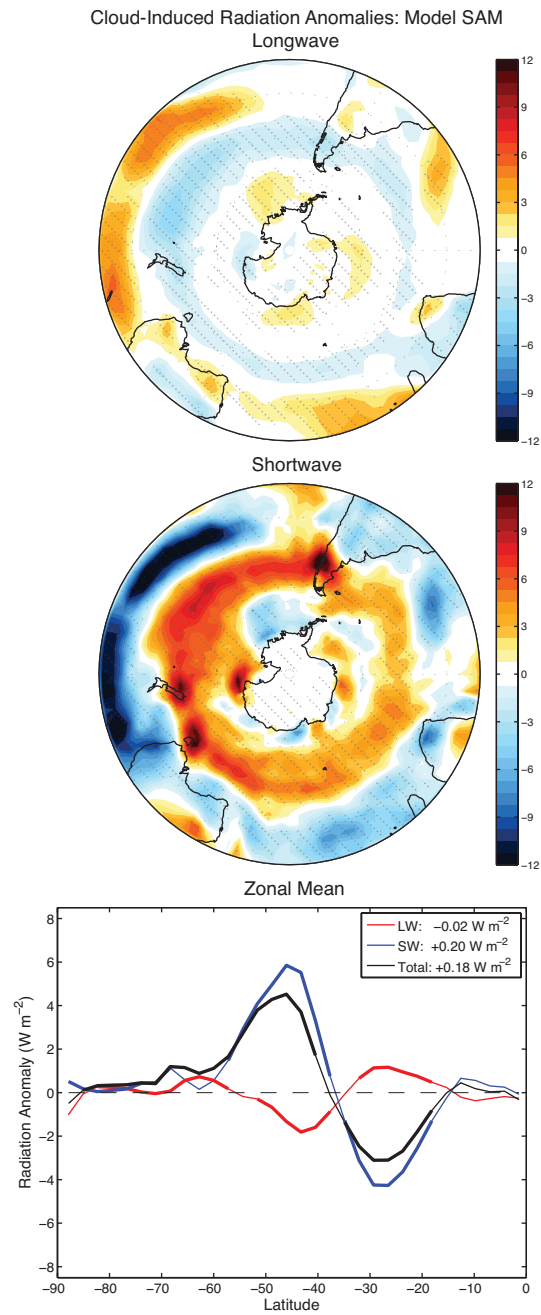 Cloud-Induced Radiation Anomalies: Model SAM
Longwave
12
9
6
3
0
−3
−6
−9
−12
Shortwave
12
9
6
3
0
−3
−6
−9
−12
Zonal Mean
LW: −0.02 W m−2
SW: +0.20 W m−2
Total: +0.18 W m−2
Radiation Anomaly (W m−2)
8
6
4
2
0
−2
−4
−6
−8
−90 −80 −70 −60 −50 −40 −30 −20 −10 0
Latitude